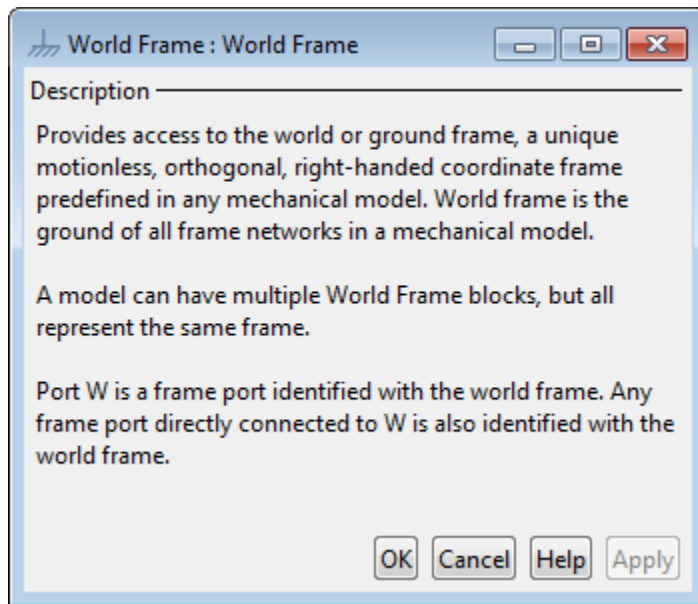 World Frame : World Frame
Description
Provides access to the world or ground frame, a unique
motionless, orthogonal, right-handed coordinate frame
predefined in any mechanical model. World frame is the
ground of all frame networks in a mechanical model.
A model can have multiple World Frame blocks, but all
represent the same frame.
Port W is a frame port identified with the world frame. Any
frame port directly connected to W is also identified with the
world frame.
OK Cancel Help Apply